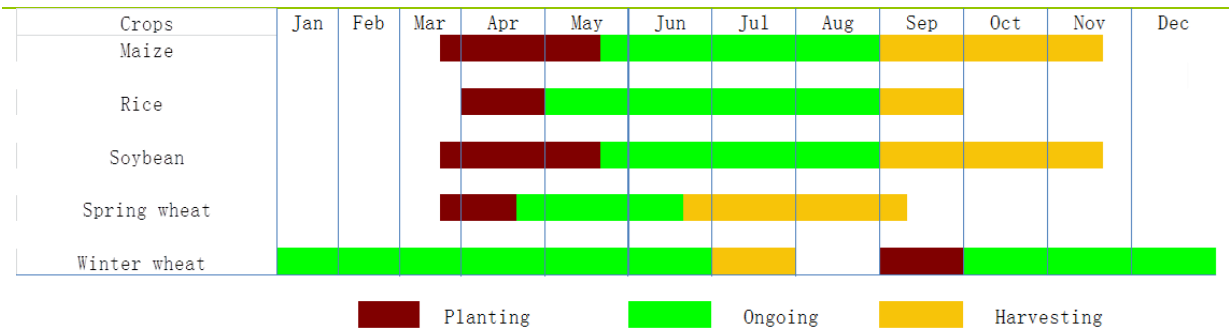 Crops Jan Feb Mar Apr May Jun Jul Aug Sep Oct Nov Dec
Maize
Rice
Soybean
Spring wheat
Winter wheat
Planting Ongoing Harvesting